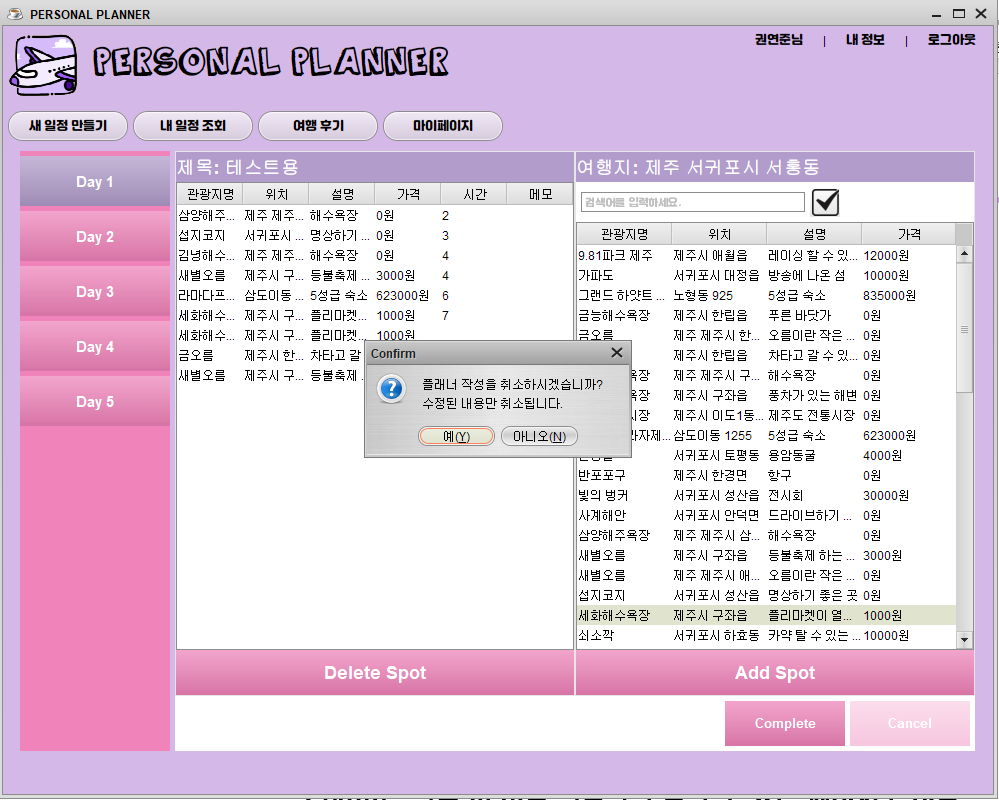 PERSONAL PLANNER
PERSONAL PLANNER
권연준님 | 내 정보 | 로그아웃
새 일정 만들기 내 일정 조회 여행 후기 마이페이지
Day 1
Day 2
Day 3
Day 4
Day 5
제목: 테스트용
관광지명 위치 설명 가격 시간 메모
삼양해주... 제주 제주... 해수욕장 0원 2
섭지코지 서귀포시 ... 명상하기 ... 0원 3
김녕해수... 제주시 구... 해수욕장 0원 4
새별오름 제주시 구... 등불축제 ... 3000원 4
라마다프... 삼도이동 ... 5성급 숙소 623000원 6
세화해수... 제주시 구... 플리마켓... 1000원 7
세화해수... 제주시 구... 플리마켓... 1000원
금오름 제주시 한... 차타고 갈
새별오름 제주시 구... 등불축제
Delete Spot
여행지: 제주 서귀포시 서홍동
검색어를 입력하세요.
관광지명 위치 설명 가격
9.81파크 제주 제주시 애월읍 레이싱 할 수 있... 12000원
가파도 서귀포시 대정읍 방송에 나온 섬 10000원
그랜드 하얏트 ... 노형동 925 5성급 숙소 835000원
금능해수욕장 제주시 한립읍 푸른 바닷가 0원
금오름 제주 제주시 한... 오름이란 작은 ... 0원
제주시 한립읍 차타고 갈 수 있... 0원
욕장 제주시 구... 해수욕장 0원
욕장 제주시 구좌읍 풍차가 있는 해변 0원
시장 제주시 이도1동... 제주도 전통시장 0원
라자제... 삼도이동 1255 5성급 숙소 623000원
서귀포시 토평동 용암동굴 4000원
반포포구 제주시 한경면 항구 0원
빛의 벙커 서귀포시 성산읍 전시회 30000원
사계해안 서귀포시 안덕면 드라이브하기 ... 0원
삼양해주욕장 제주 제주시 삼... 해수욕장 0원
새별오름 제주시 구좌읍 등불축제 하는 ... 3000원
새별오름 제주 제주시 애... 오름이란 작은 ... 0원
섭지코지 서귀포시 성산읍 명상하기 좋은 곳 0원
세화해수욕장 제주시 구좌읍 플리마켓이 열... 1000원
쇠소깍 서귀포시 하효동 카약 탈 수 있는 ... 10000원
Add Spot
Confirm
플래너 작성을 취소하시겠습니까?
수정된 내용만 취소됩니다.
예(Y) 아니오(N)
Complete Cancel